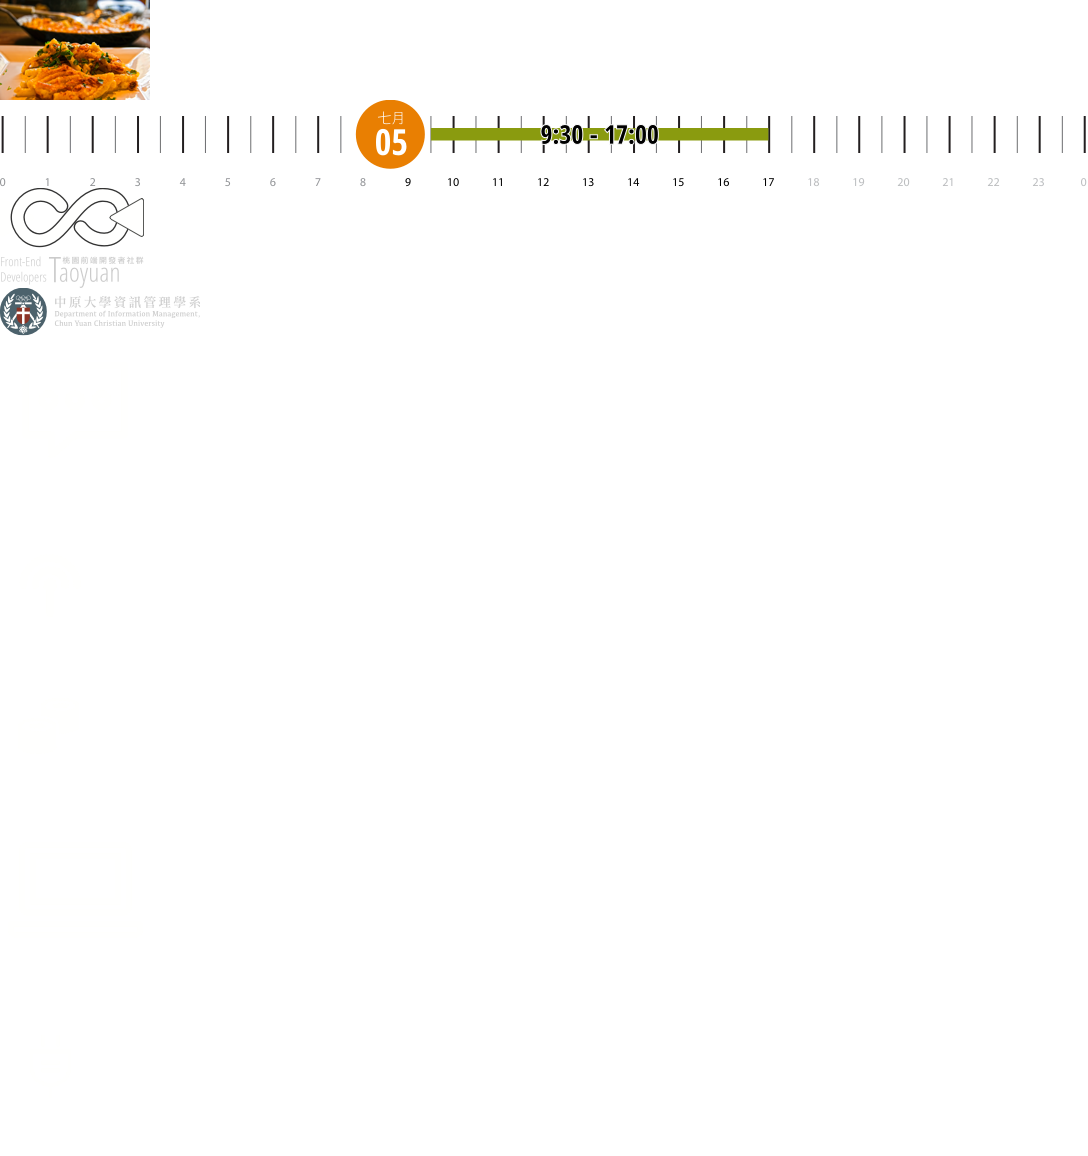 七月
05
9:30 - 17:00
0 1 2 3 4 5 6 7 8 9 10 11 12 13 14 15 16 17 18 19 20 21 22 23 0
Front-End
Developers
桃園前端開發者社群
Taoyuan
中原大學資訊管理學系
Department of Information Management.
Chun Yuan Christian University